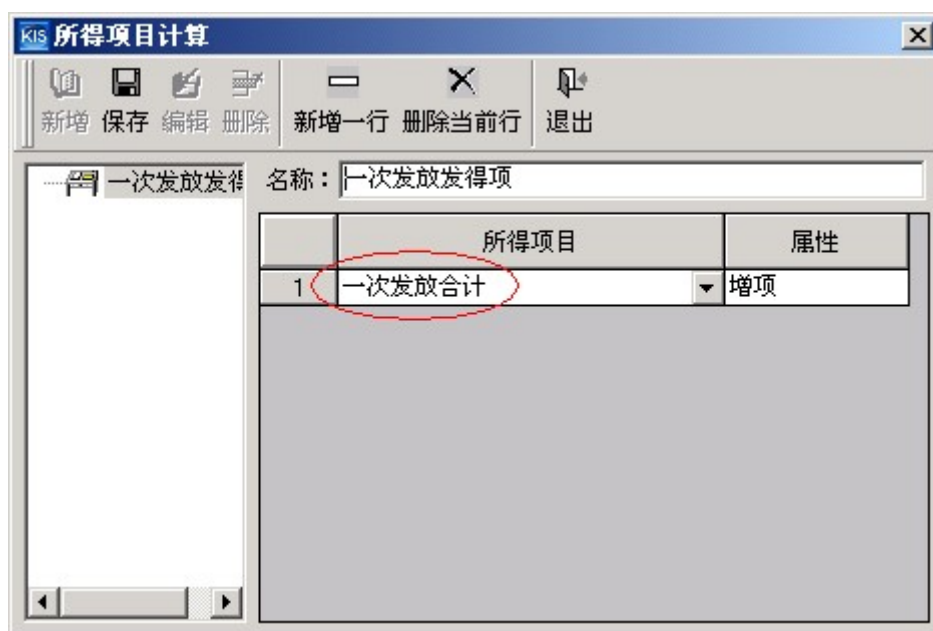 KIS 所得项目计算
新增 保存 编辑 删除 新增一行 删除当前行 退出
一次发放发得
名称：一次发放发得项
所得项目 属性
1 一次发放合计 增项